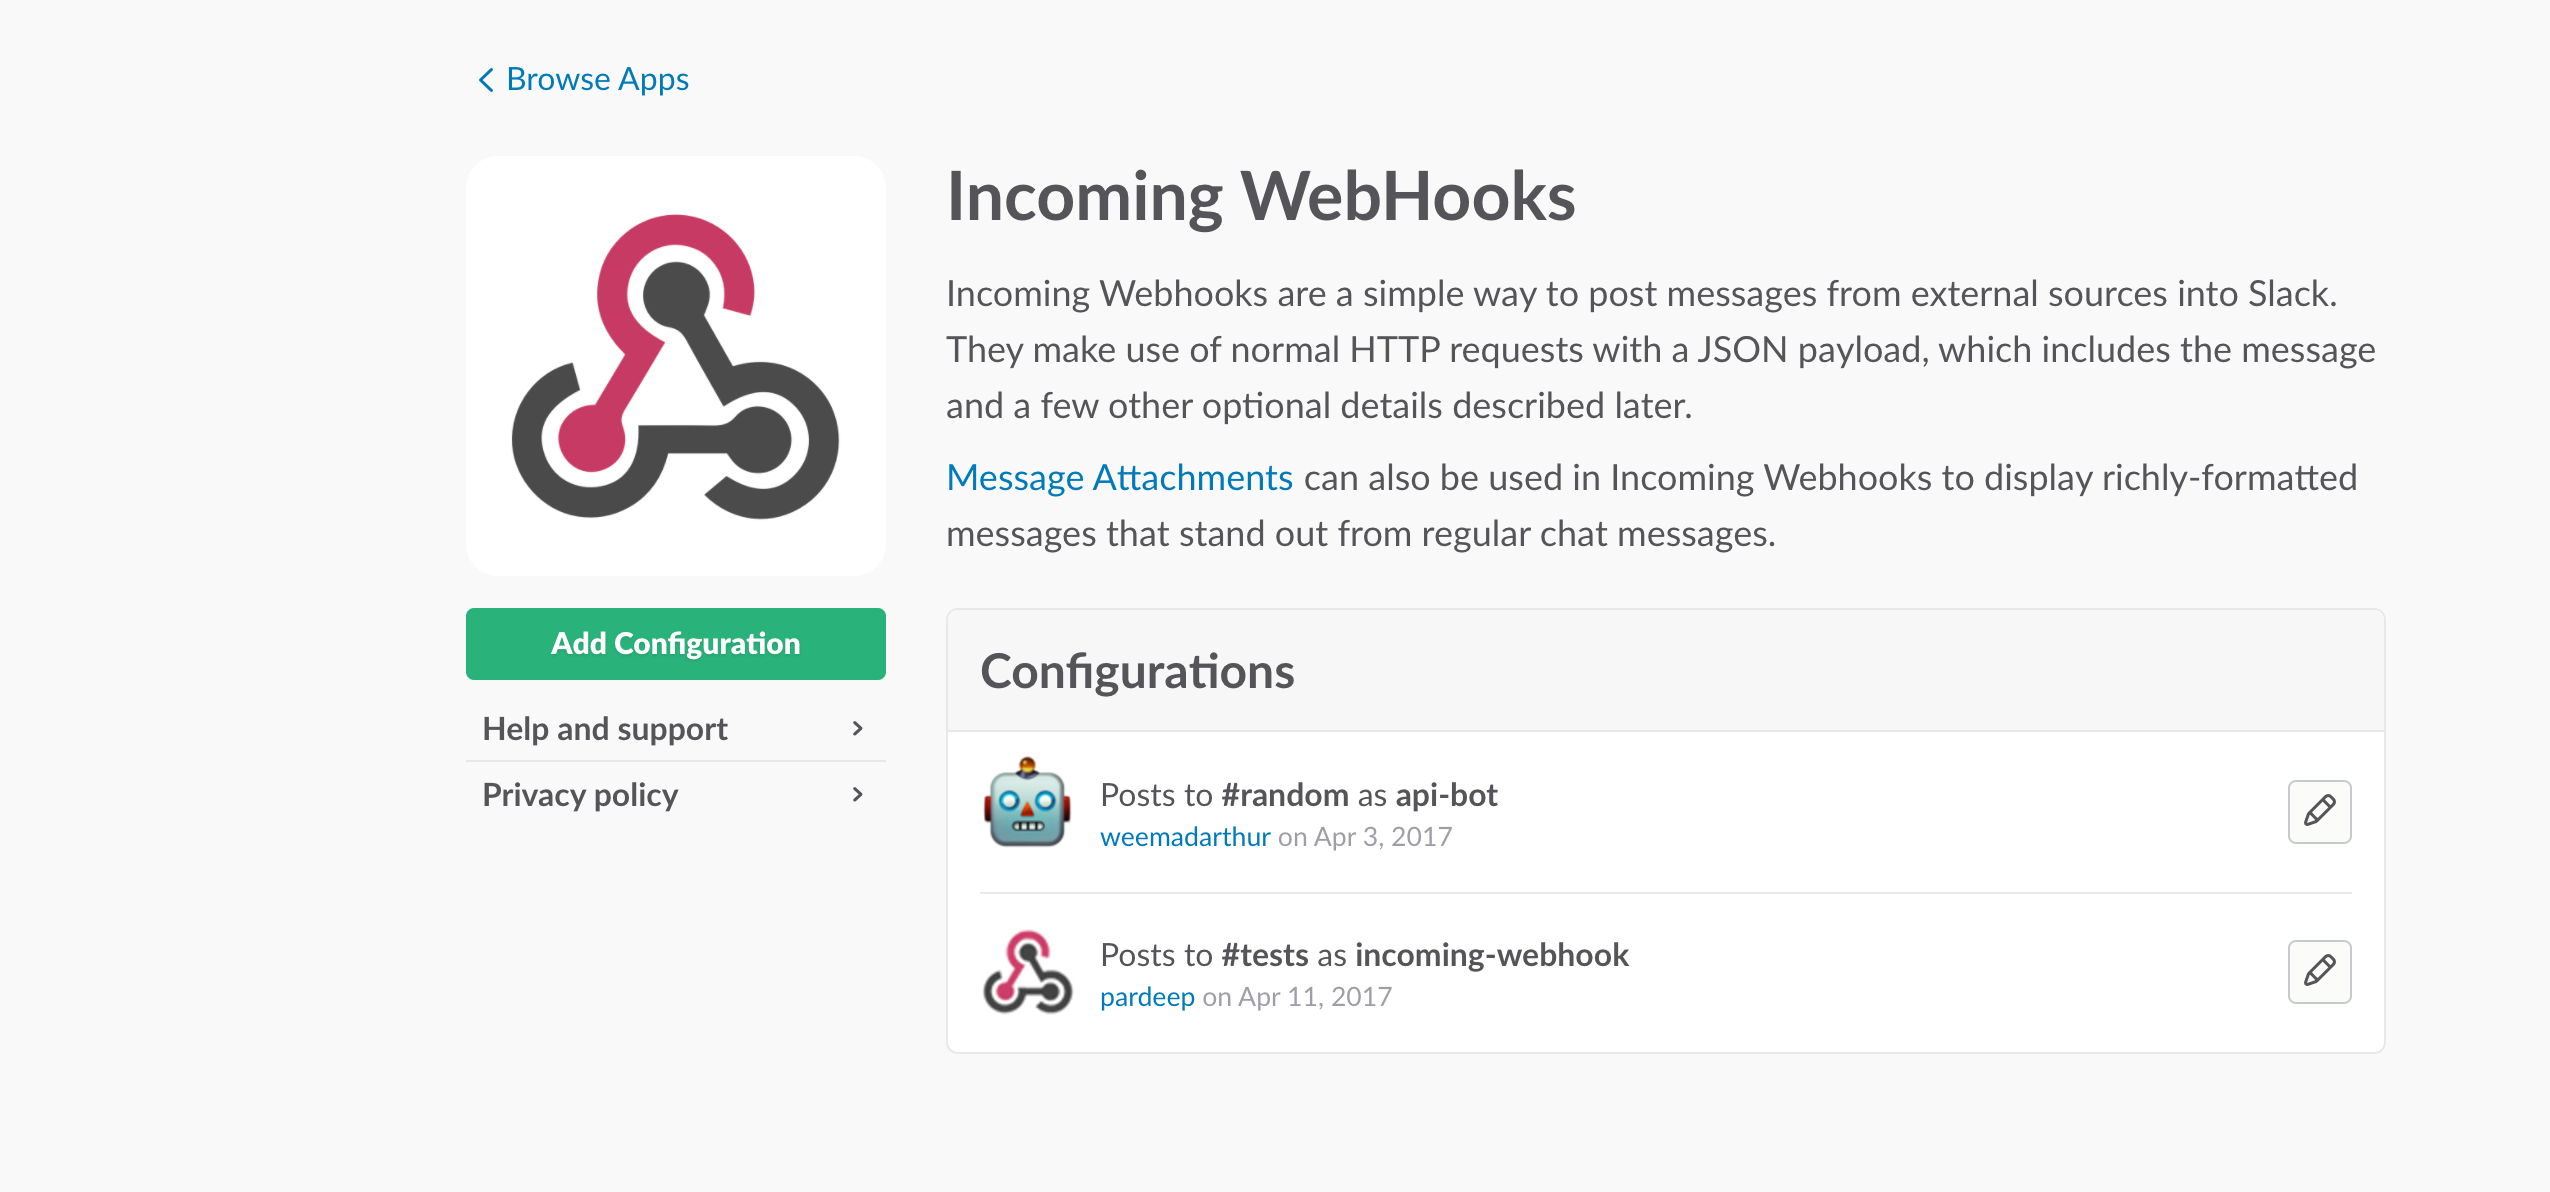 Browse Apps
Incoming WebHooks
Incoming Webhooks are a simple way to post messages from external sources into Slack.
They make use of normal HTTP requests with a JSON payload, which includes the message
and a few other optional details described later.
Message Attachments can also be used in Incoming Webhooks to display richly-formatted
messages that stand out from regular chat messages.
Add Configuration
Help and support
Privacy policy
Configurations
Posts to #random as api-bot
weemadarthur on Apr 3, 2017
Posts to #tests as incoming-webhook
pardeep on Apr 11, 2017